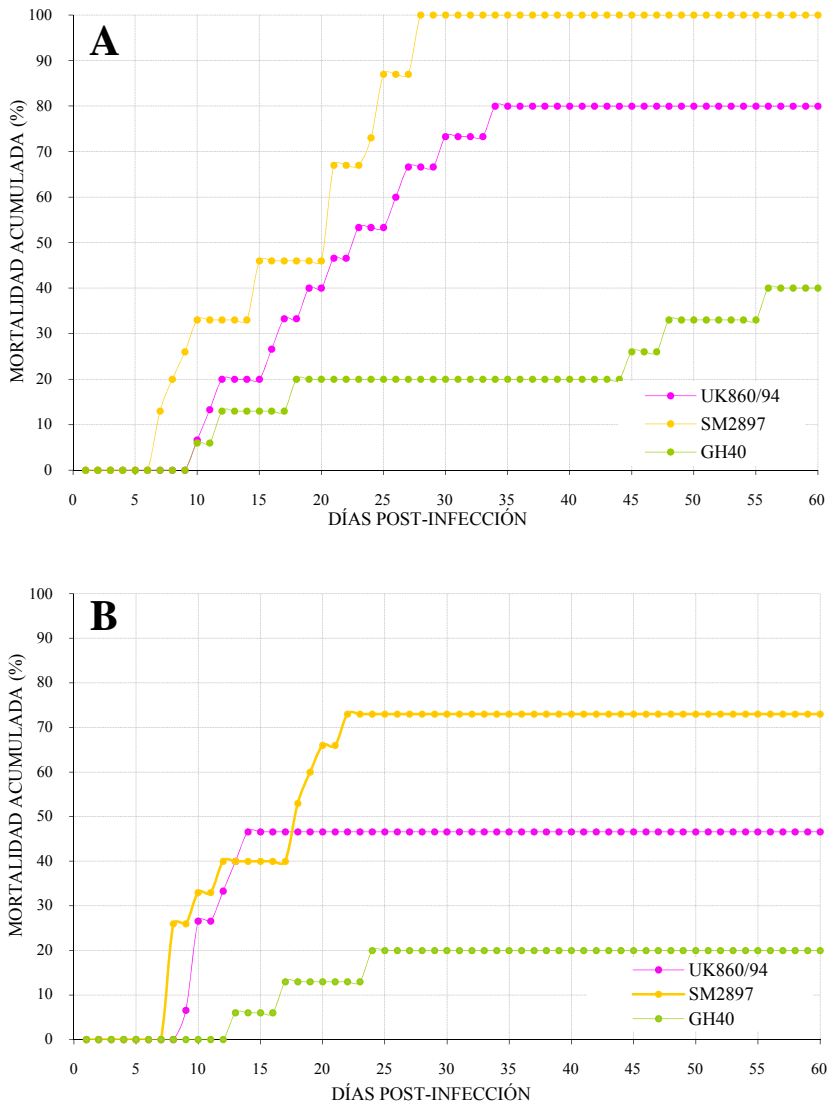 A
MORTALIDAD ACUMULADA (%)
100
90
80
70
60
50
40
30
20
10
0
UK860/94
SM2897
GH40
0 5 10 15 20 25 30 35 40 45 50 55 60
DÍAS POST-INFECCIÓN
B
MORTALIDAD ACUMULADA (%)
100
90
80
70
60
50
40
30
20
10
0
UK860/94
SM2897
GH40
0 5 10 15 20 25 30 35 40 45 50 55 60
DÍAS POST-INFECCIÓN